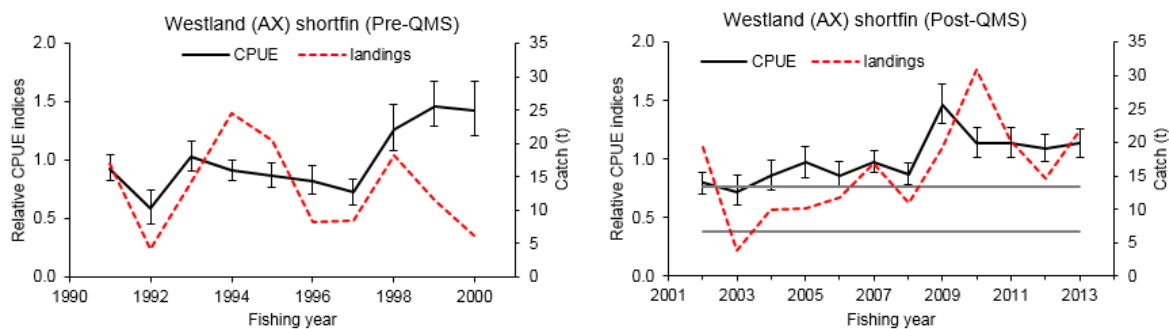 Westland (AX) shortfin (Pre-QMS)
CPUE landings
Relative CPUE indices
2.0
1.5
1.0
0.5
0.0
35
30
25
20
15
10
5
0
Catch (t)
1990 1992 1994 1996 1998 2000
Fishing year
Westland (AX) shortfin (Post-QMS)
CPUE landings
Relative CPUE indices
2.0
1.5
1.0
0.5
0.0
35
30
25
20
15
10
5
0
Catch (t)
2001 2003 2005 2007 2009 2011 2013
Fishing year